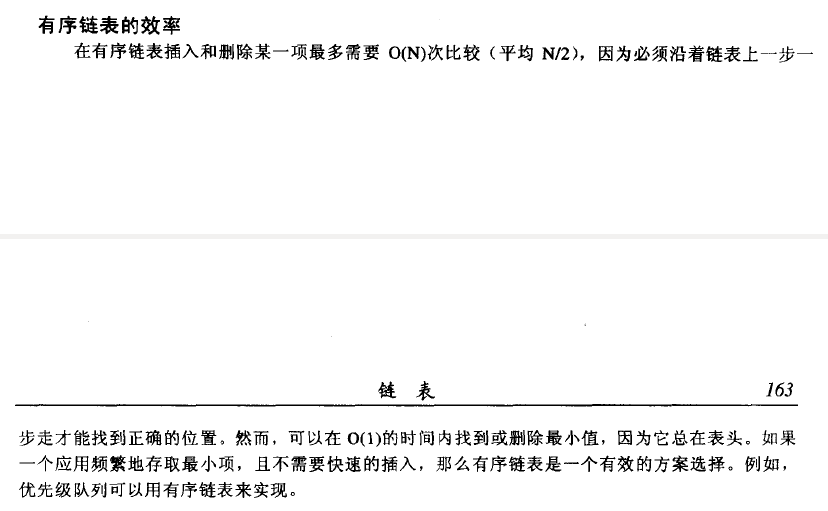 有序链表的效率
在有序链表插入和删除某一项最多需要 O(N)次比较（平均 N/2），因为必须沿着链表上一步一
链 表 163
步走才能找到正确的位置。然而，可以在 O(1)的时间内找到或删除最小值，因为它总在表头。如果
一个应用频繁地存取最小项，且不需要快速的插入，那么有序链表是一个有效的方案选择。例如，
优先级队列可以用有序链表来实现。